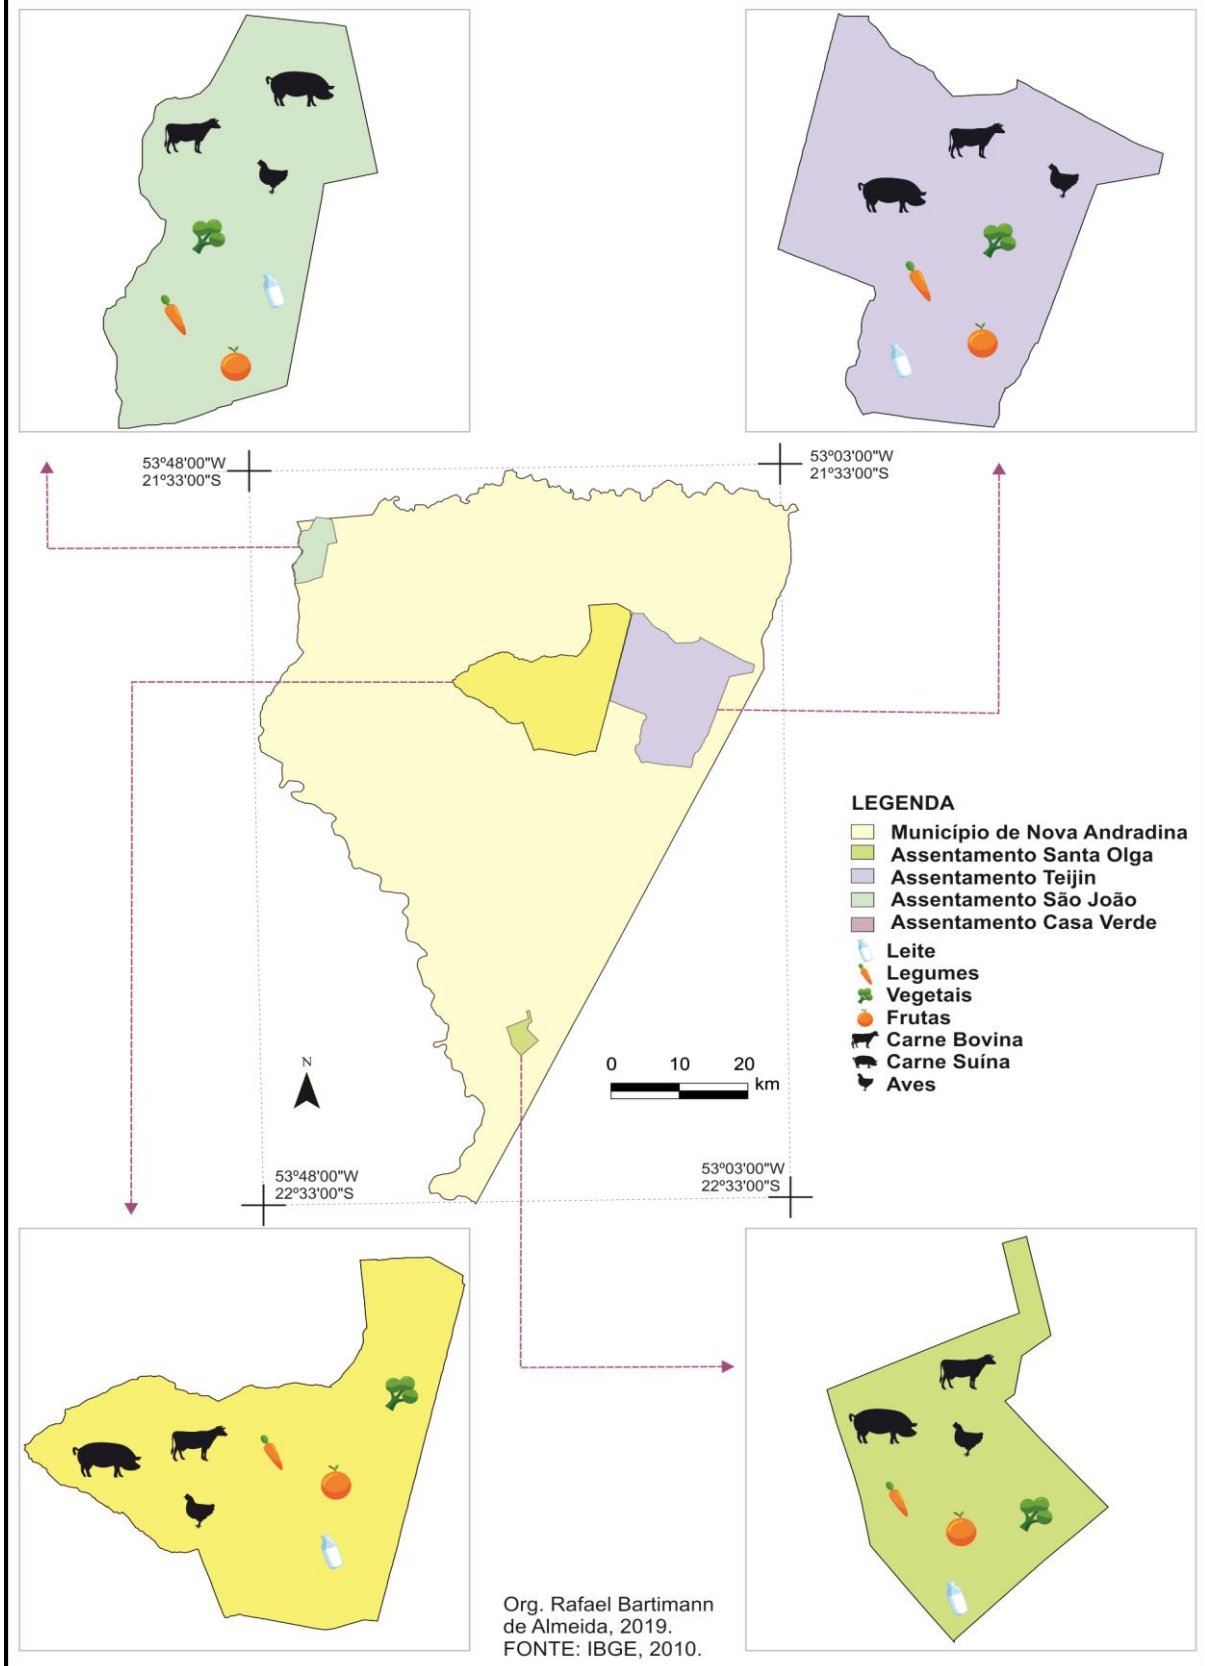 53º48'00"W
21º33'00"S
53º03'00"W
21º33'00"S
LEGENDA
Município de Nova Andradina
Assentamento Santa Olga
Assentamento Teijin
Assentamento São João
Assentamento Casa Verde
Leite
Legumes
Vegetais
Frutas
Carne Bovina
Carne Suína
Aves
N
0 10 20
km
53º48'00"W
22º33'00"S
53º03'00"W
22º33'00"S
Org. Rafael Bartimann
de Almeida, 2019.
FONTE: IBGE, 2010.